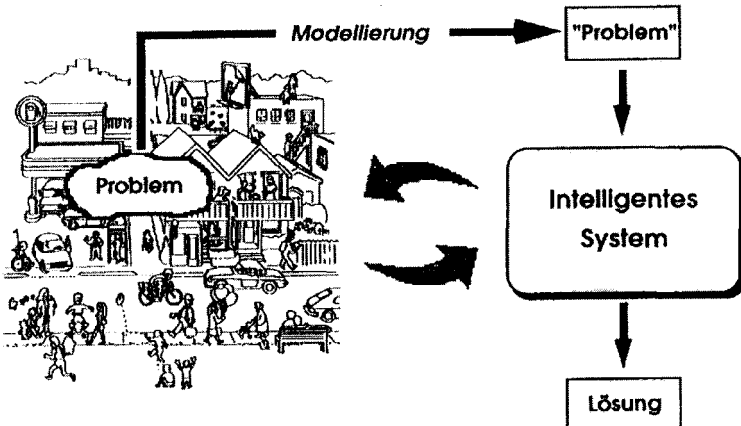 Modellierung
"Problem"
Problem
Intelligentes
System
Lösung